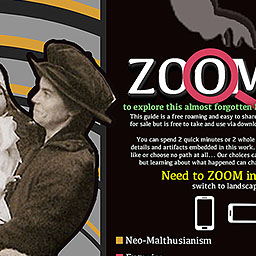 ZOO
to explore this almost forgotten
This guide is a free roaming and easy to share
for sale but is free to take and use via downl
You can spend 2 quick minutes or 2 whole
details and artifacts embedded in this work.
like or choose no path at all... Our choices ca
but learning about what happened can cha
Need to ZOOM in
switch to landscap
Neo-Malthusianism